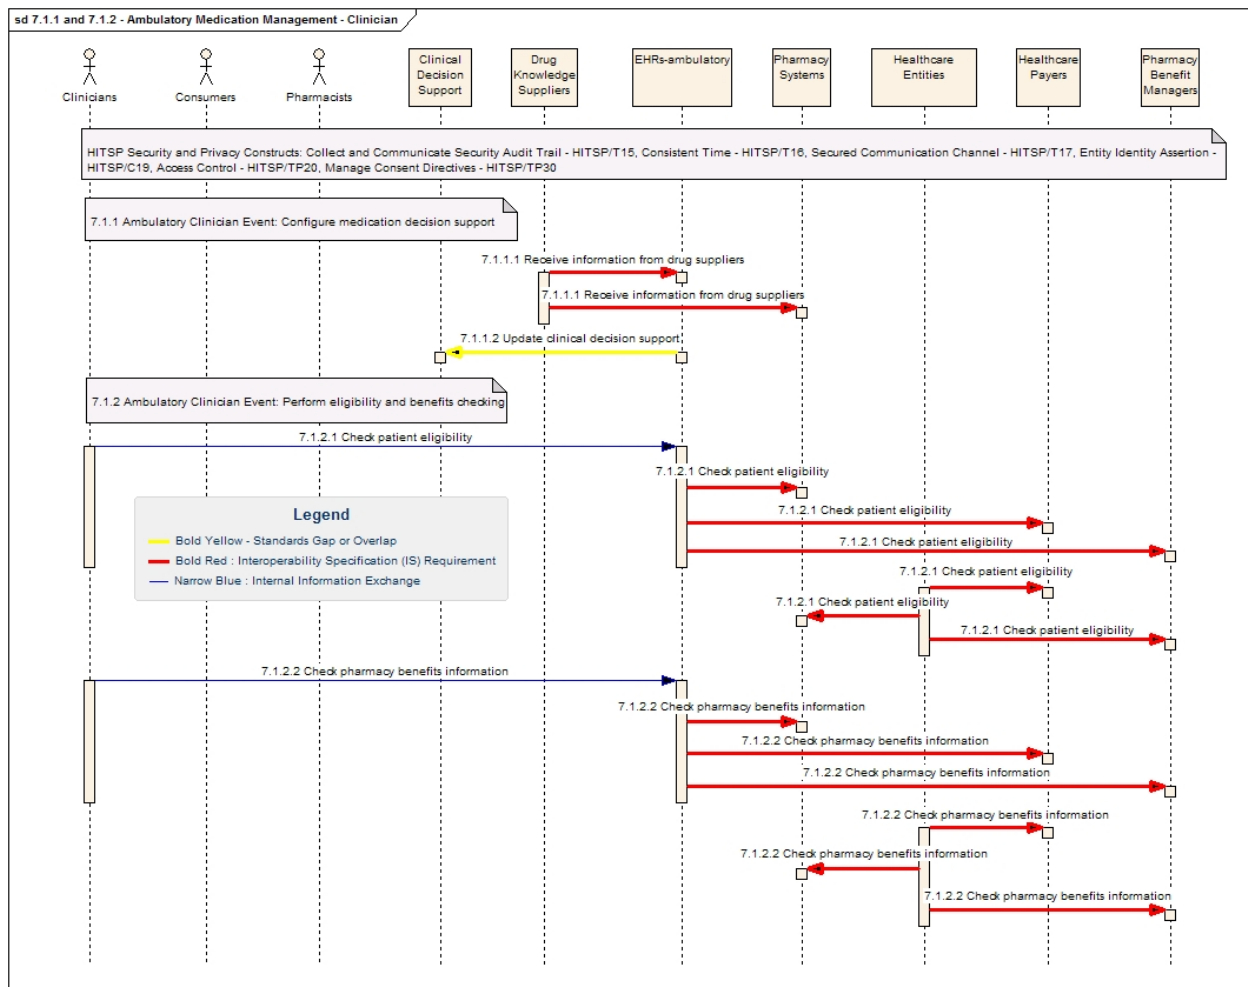 sd 7.1.1 and 7.1.2 - Ambulatory Medication Management - Clinician
Clinicians
Consumers
Pharmacists
Clinical
Decision
Support
Drug
Knowledge
Suppliers
EHRs-ambulatory
Pharmacy
Systems
Healthcare
Entities
Healthcare
Payers
Pharmacy
Benefit
Managers
HITSP Security and Privacy Constructs: Collect and Communicate Security Audit Trail - HITSP/T15, Consistent Time - HITSP/T16, Secured Communication Channel - HITSP/T17, Entity Identity Assertion -
HITSP/C19, Access Control - HITSP/TP20, Manage Consent Directives - HITSP/TP30
7.1.1 Ambulatory Clinician Event: Configure medication decision support
7.1.1.1 Receive information from drug suppliers
7.1.1.1 Receive information from drug suppliers
7.1.1.2 Update clinical decision support
7.1.2 Ambulatory Clinician Event: Perform eligibility and benefits checking
7.1.2.1 Check patient eligibility
7.1.2.1 Check patient eligibility
7.1.2.1 Check patient eligibility
7.1.2.1 Check patient eligibility
Legend
Bold Yellow - Standards Gap or Overlap
Bold Red : Interoperability Specification (IS) Requirement
Narrow Blue : Internal Information Exchange
7.1.2.1 Check patient eligibility
7.1.2.1 Check patient eligibility
7.1.2.1 Check patient eligibility
7.1.2.2 Check pharmacy benefits information
7.1.2.2 Check pharmacy benefits information
7.1.2.2 Check pharmacy benefits information
7.1.2.2 Check pharmacy benefits information
7.1.2.2 Check pharmacy benefits information
7.1.2.2 Check pharmacy benefits information
7.1.2.2 Check pharmacy benefits information